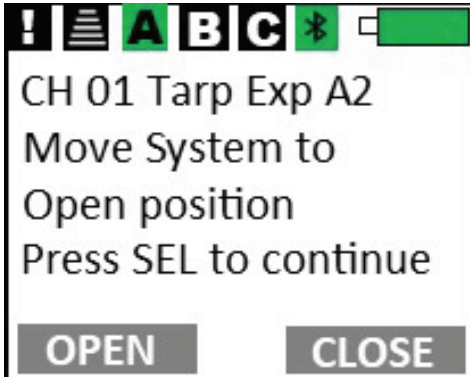 ! A B C
CH 01 Tarp Exp A2
Move System to
Open position
Press SEL to continue
OPEN CLOSE